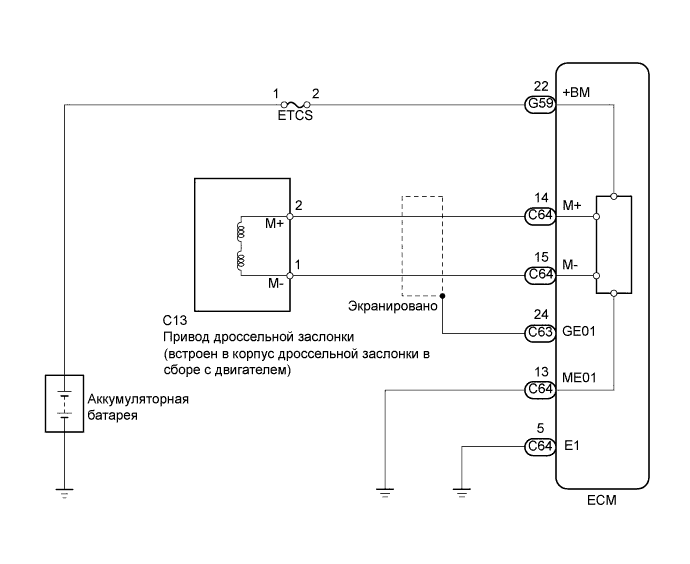 22
+BM
1
2
G59
ETCS
14
2
C64
M+
M+
15
1
C64
M-
M-
Экранировано
24
C13
C63
GE01
Привод дроссельной заслонки
(встроен в корпус дроссельной заслонки в
сборе с двигателем)
13
C64
ME01
Аккумуляторная
батарея
5
C64
E1
ECM